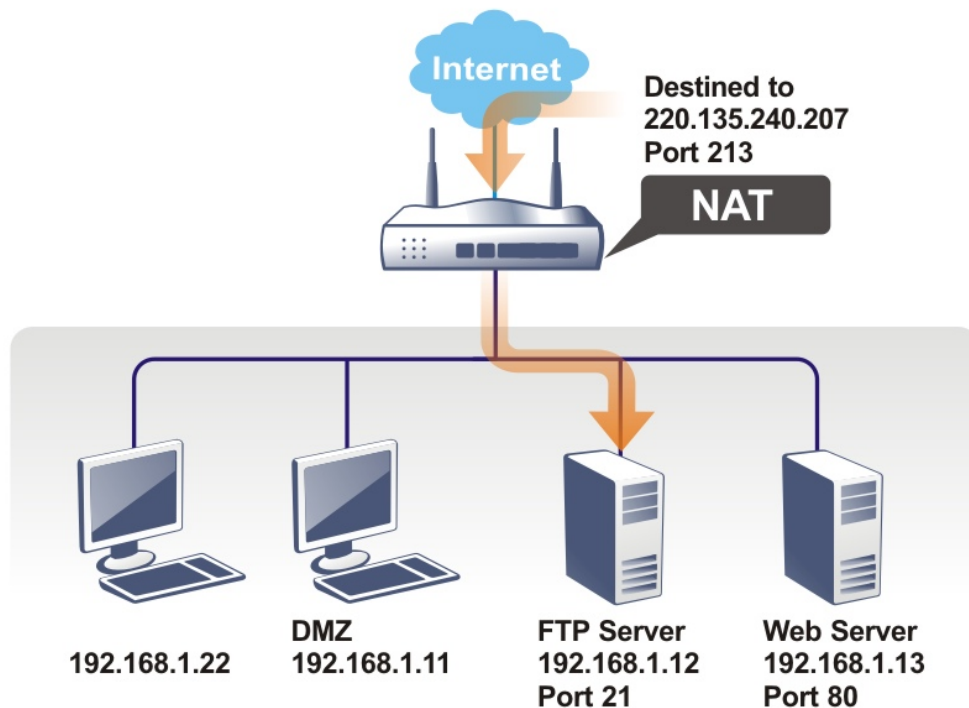 Internet
Destined to
220.135.240.207
Port 213
NAT
192.168.1.22
DMZ
192.168.1.11
FTP Server
192.168.1.12
Port 21
Web Server
192.168.1.13
Port 80